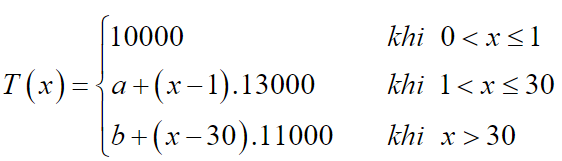 10000 khi 0 < x ≤ 1
T(x) = { a + (x − 1).13000 khi 1 < x ≤ 30
b + (x − 30).11000 khi x > 30